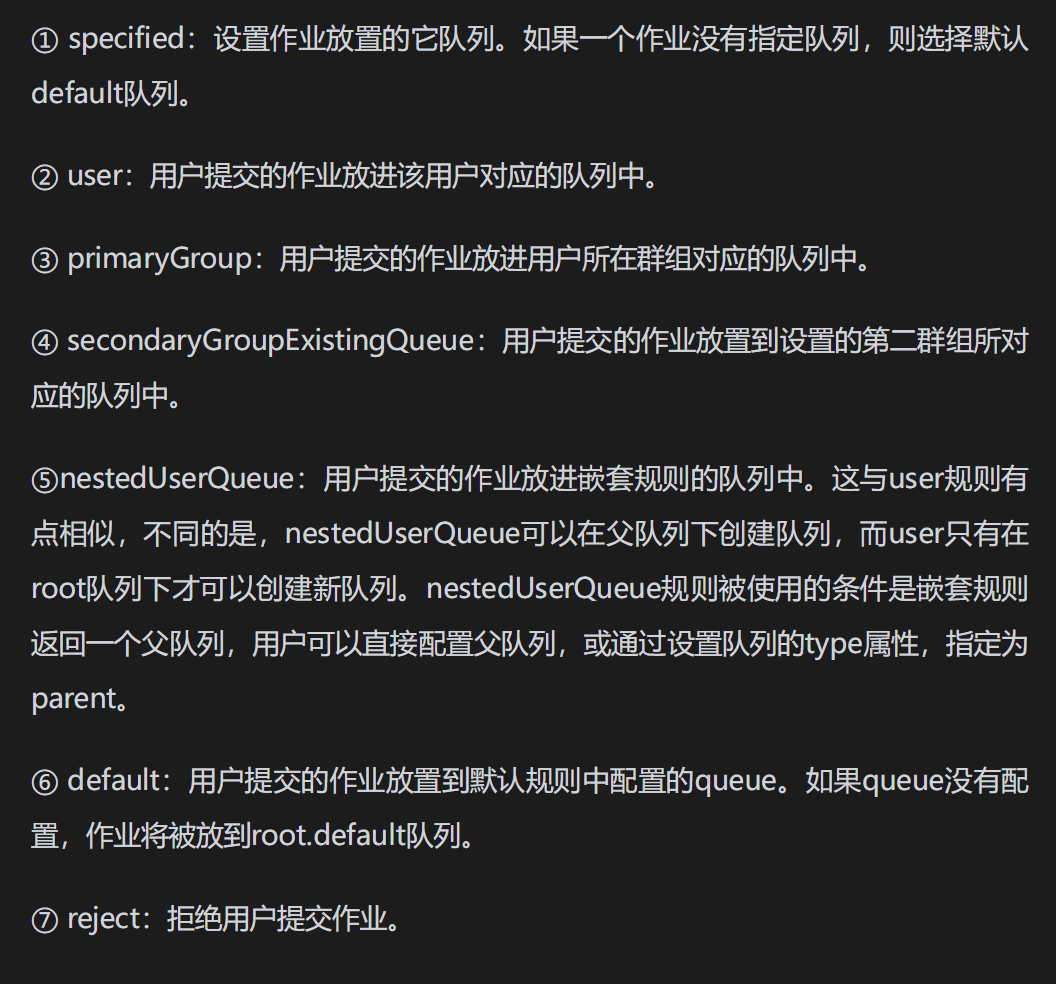 ① specified：设置作业放置的它队列。如果一个作业没有指定队列，则选择默认
default队列。
② user：用户提交的作业放进该用户对应的队列中。
③ primaryGroup：用户提交的作业放进用户所在群组对应的队列中。
④ secondaryGroupExistingQueue：用户提交的作业放置到设置的第二群组所对
应的队列中。
⑤nestedUserQueue：用户提交的作业放进嵌套规则的队列中。这与user规则有
点相似，不同的是，nestedUserQueue可以在父队列下创建队列，而user只有在
root队列下才可以创建新队列。nestedUserQueue规则被使用的条件是嵌套规则
返回一个父队列，用户可以直接配置父队列，或通过设置队列的type属性，指定为
parent。
⑥ default：用户提交的作业放置到默认规则中配置的queue。如果queue没有配
置，作业将被放到root.default队列。
⑦ reject：拒绝用户提交作业。